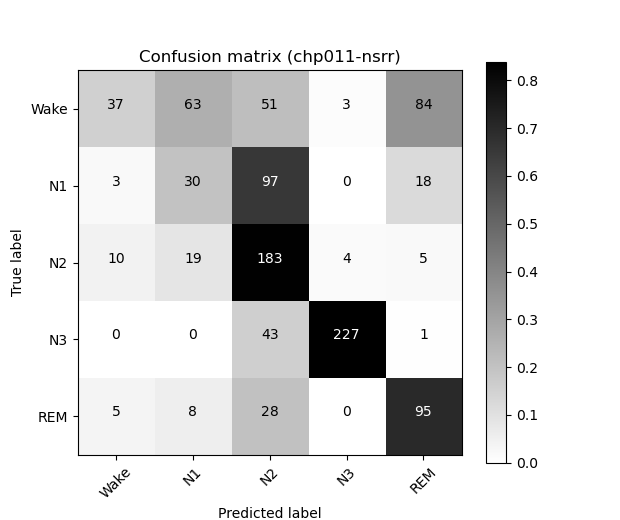 Confusion matrix (chp011-nsrr)
Wake 37 63 51 3 84
N1 3 30 97 0 18
N2 10 19 183 4 5
N3 0 0 43 227 1
REM 5 8 28 0 95
Wake N1 N2 N3 REM
Predicted label
True label
0.8
0.7
0.6
0.5
0.4
0.3
0.2
0.1
0.0